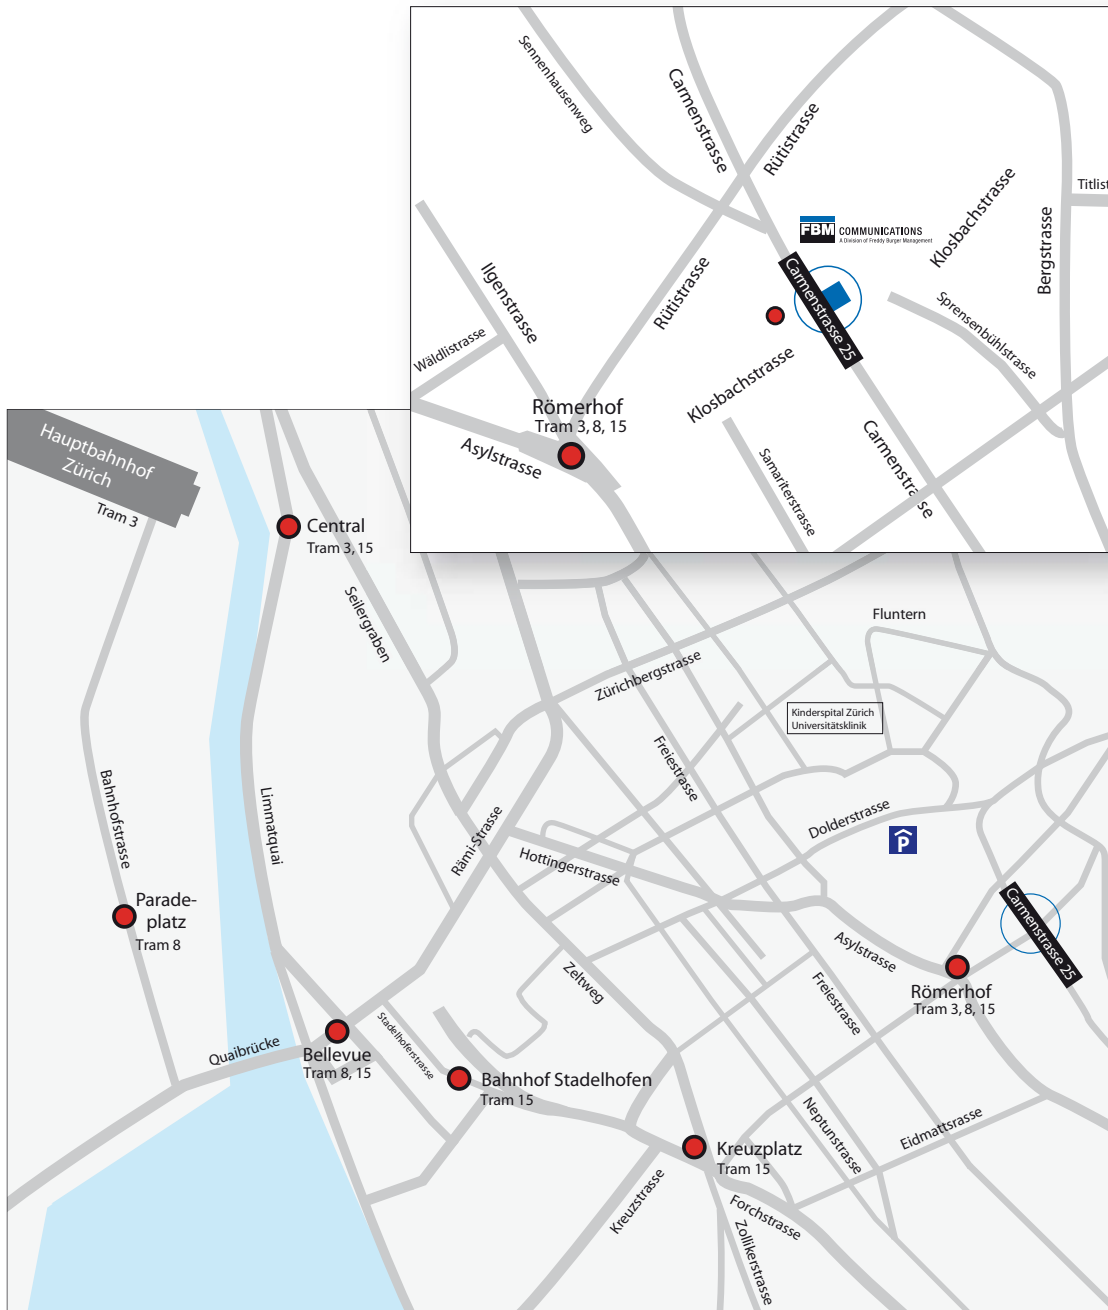 Sennenhausenweg
Carmenstrasse
Rütistrasse
Klosbachstrasse
Titlist
Bergstrasse
FBM COMMUNICATIONS
A Division of Freddy Burger Management
Ilgenstrasse
Rütistrasse
Carmenstrasse 25
Sprensenbühlstrasse
Wäldlistrasse
Klosbachstrasse
Römerhof
Tram 3, 8, 15
Asylstrasse
Samariterstrasse
Carmenstrasse
Hauptbahnhof
Zürich
Tram 3
Central
Tram 3, 15
Seilergraben
Fluntern
Zürichbergstrasse
Kinderspital Zürich
Universitätsklinik
Freiestrasse
Bahnhofstrasse
Limmatquai
Rämi-Strasse
Dolderstrasse
P
Hottingerstrasse
Parade-
platz
Tram 8
Carmenstrasse 25
Asylstrasse
Zeltweg
Freiestrasse
Römerhof
Tram 3, 8, 15
Quaibrücke
Bellevue
Tram 8, 15
Stadelhoferstrasse
Bahnhof Stadelhofen
Tram 15
Neptunstrasse
Eidmattsrasse
Kreuzplatz
Tram 15
Kreuzstrasse
Forchstrasse
Zollikerstrasse